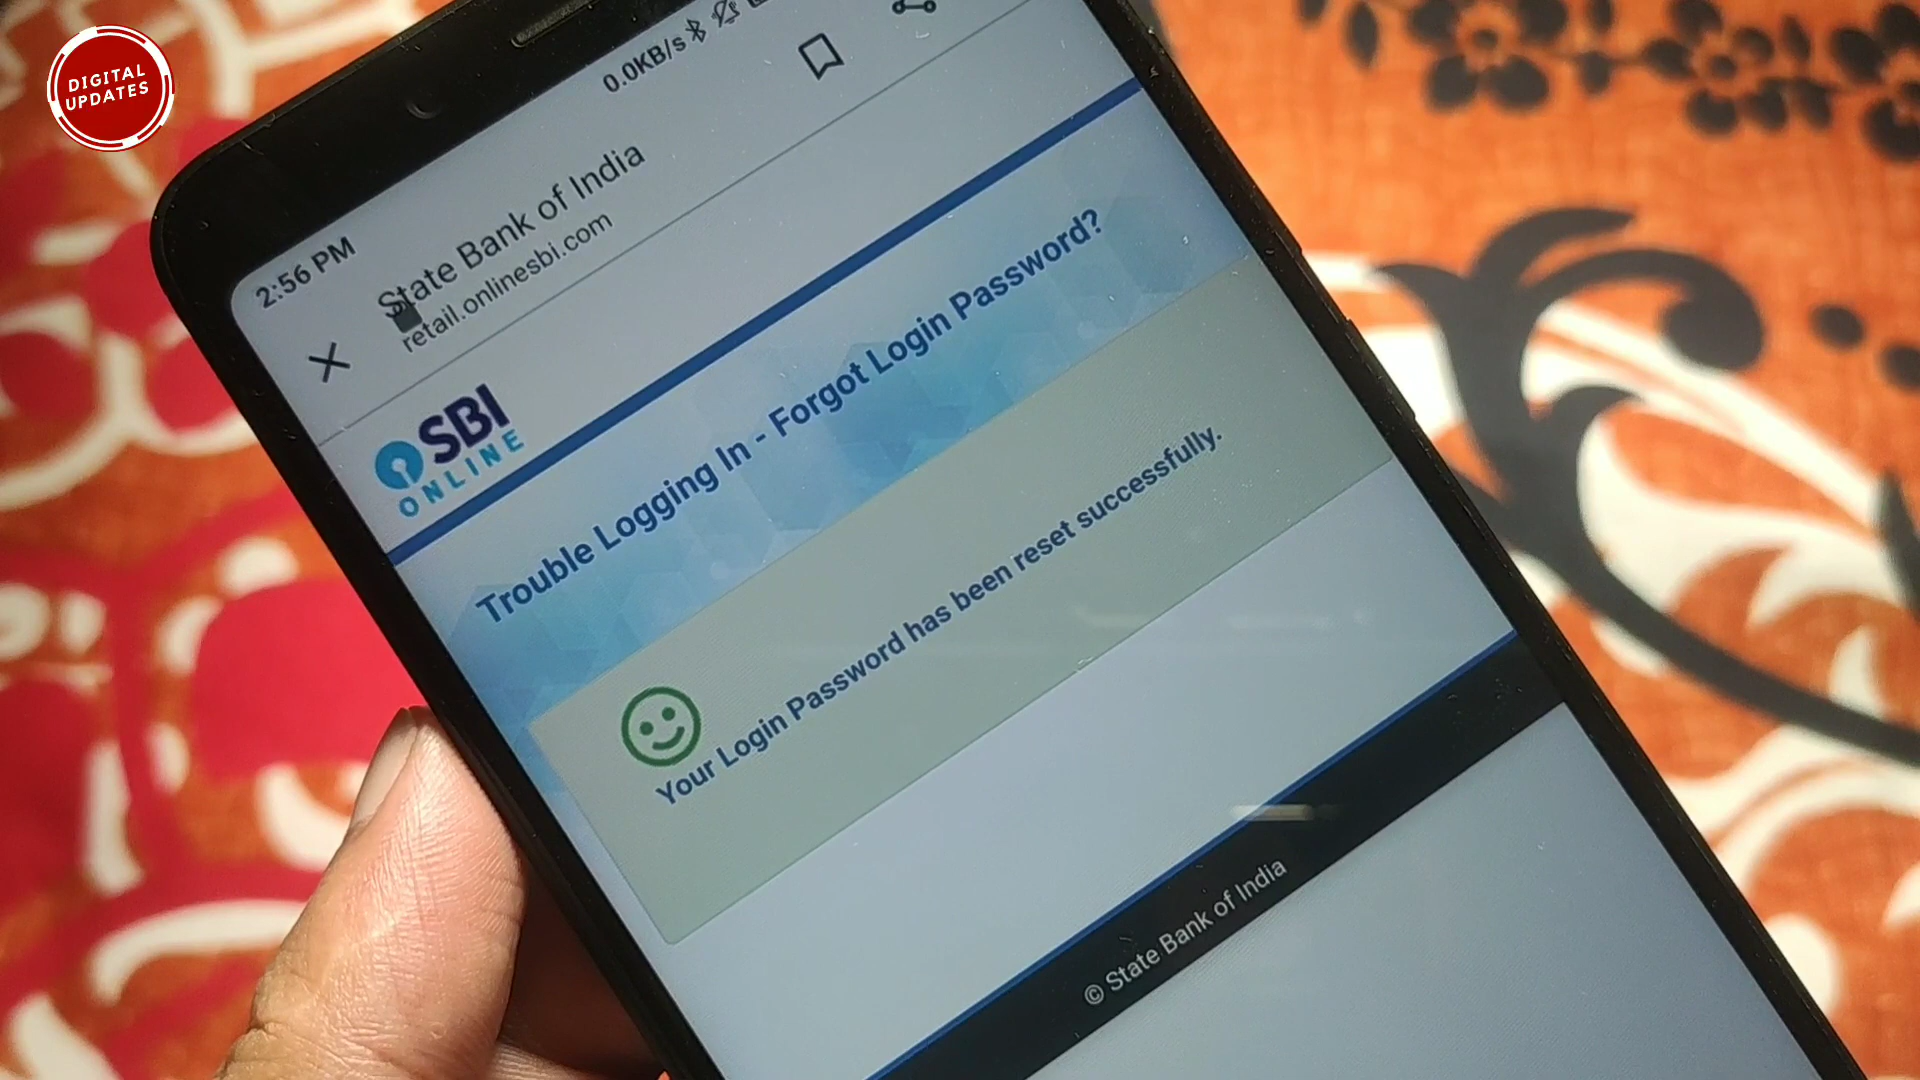 DIGITAL
UPDATES
0.0KB/s
2:56 PM
State Bank of India
retail.onlinesbi.com
SBI
ONLINE
Trouble Logging In - Forgot Login Password?
Your Login Password has been reset successfully.
© State Bank of India